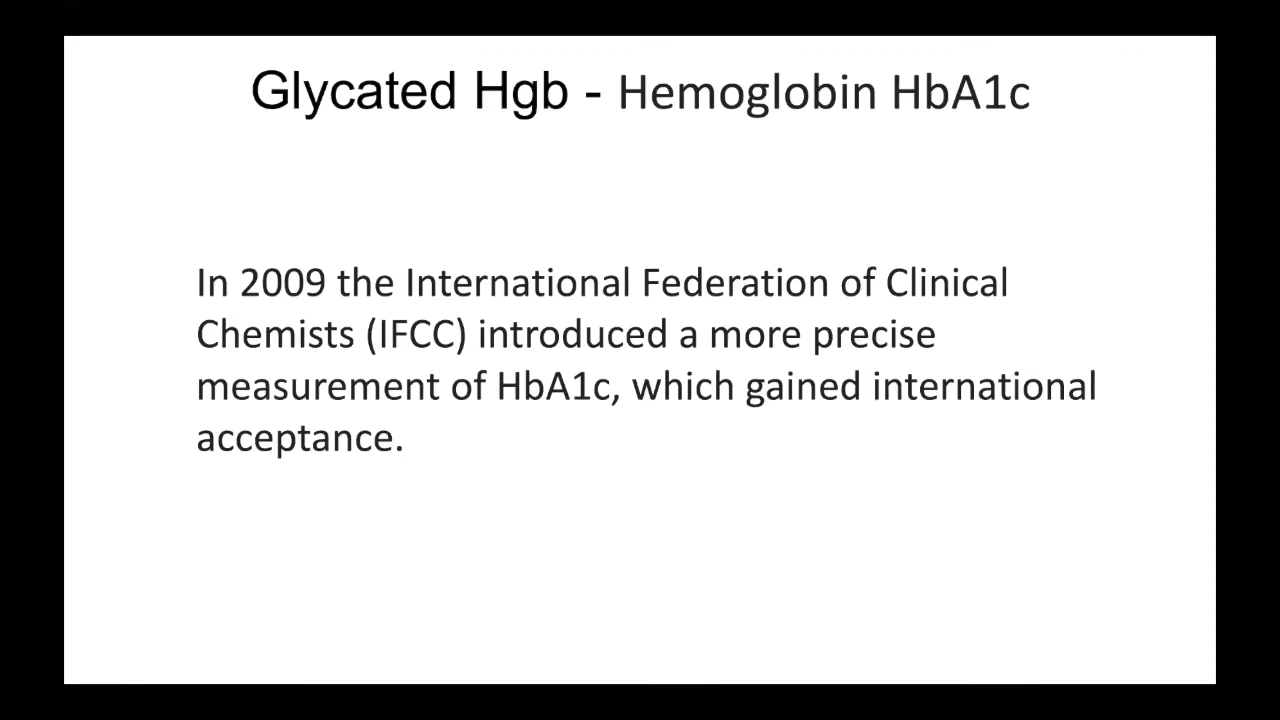 Glycated Hgb - Hemoglobin HbA1c
In 2009 the International Federation of Clinical
Chemists (IFCC) introduced a more precise
measurement of HbA1c, which gained international
acceptance.